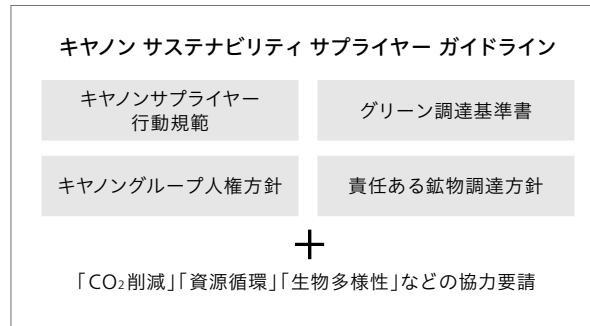 キヤノン サステナビリティ サプライヤー ガイドライン
キヤノンサプライヤー
行動規範
グリーン調達基準書
キヤノングループ人権方針
責任ある鉱物調達方針
+
「CO₂削減」「資源循環」「生物多様性」などの協力要請